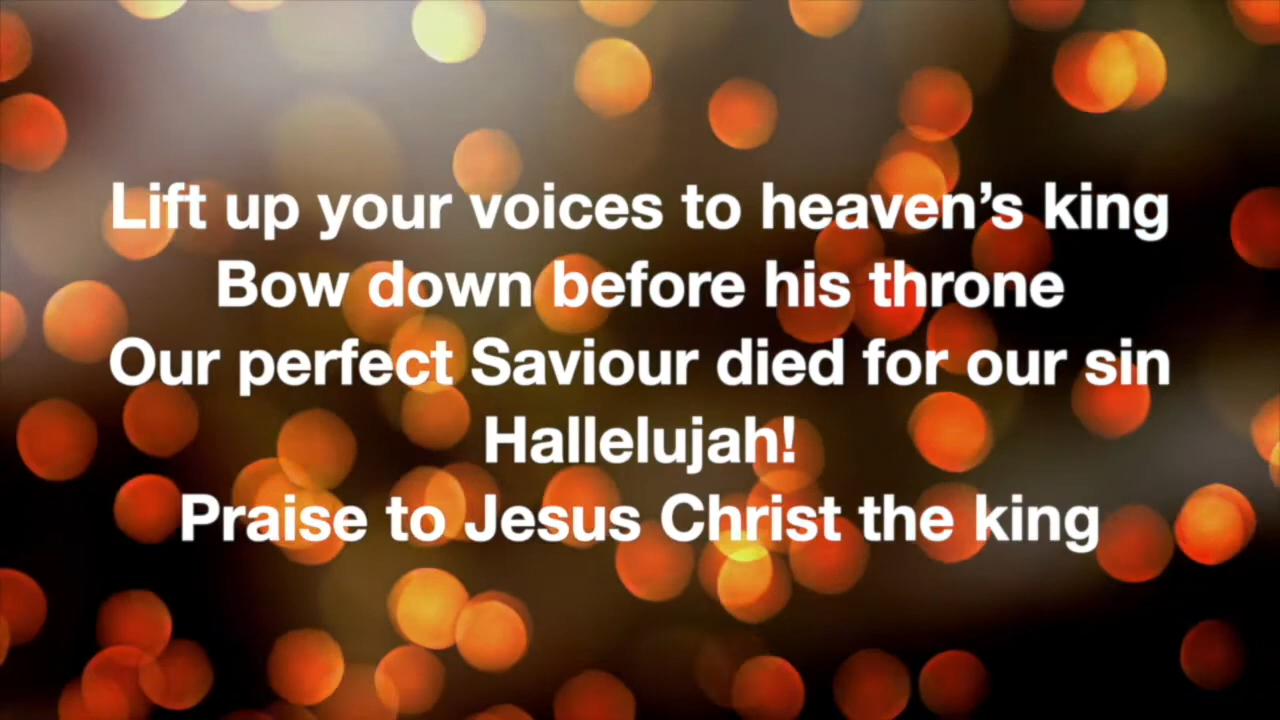 Lift up your voices to heaven’s king
Bow down before his throne
Our perfect Saviour died for our sin
Hallelujah!
Praise to Jesus Christ the king